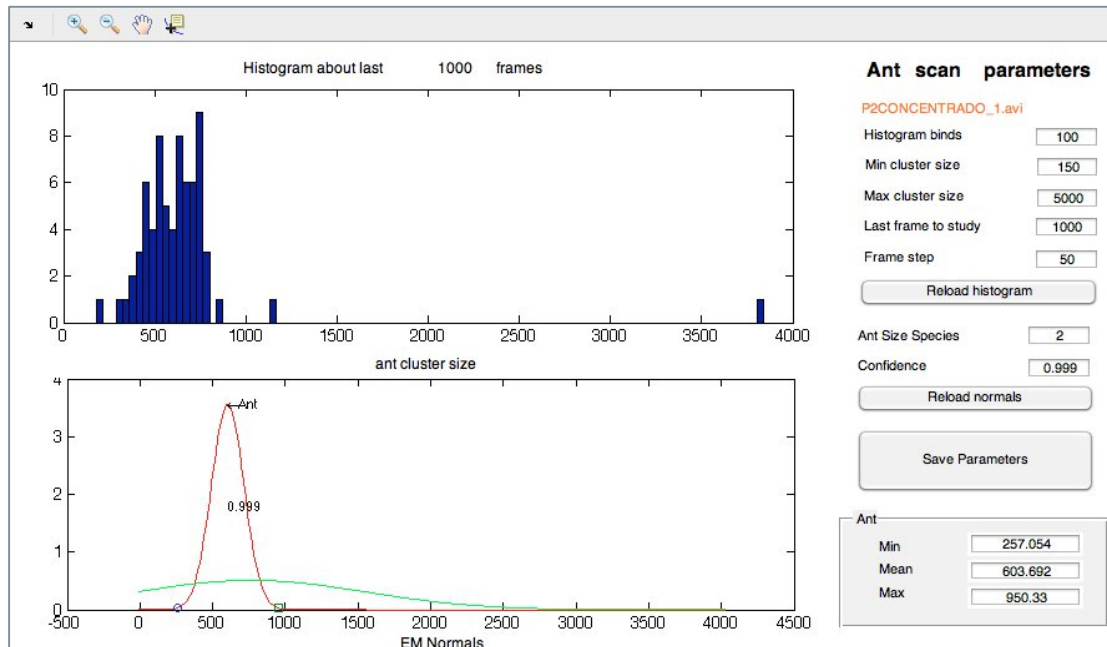 Histogram about last 1000 frames
10
8
6
4
2
0
0 500 1000 1500 2000 2500 3000 3500 4000
ant cluster size
4
3
2
1
0
Ant
0.999
-500 0 500 1000 1500 2000 2500 3000 3500 4000 4500
EM Normals
Ant scan parameters
P2CONCENTRADO_1.avi
Histogram binds 100
Min cluster size 150
Max cluster size 5000
Last frame to study 1000
Frame step 50
Reload histogram
Ant Size Species 2
Confidence 0.999
Reload normals
Save Parameters
Ant
Min 257.054
Mean 603.692
Max 950.33